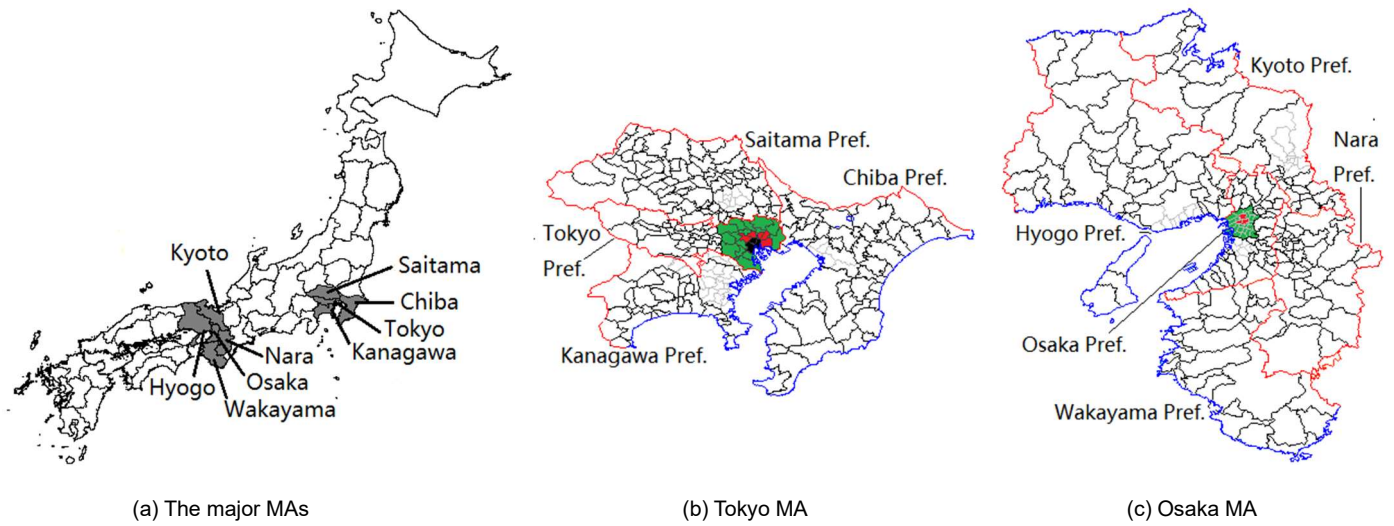 Kyoto
Saitama
Chiba
Tokyo
Kanagawa
Nara
Osaka
Hyogo
Wakayama
(a) The major MAs
Saitama Pref.
Chiba Pref.
Tokyo
Pref.
Kanagawa Pref.
(b) Tokyo MA
Kyoto Pref.
Nara
Pref.
Hyogo Pref.
Osaka Pref.
Wakayama Pref.
(c) Osaka MA